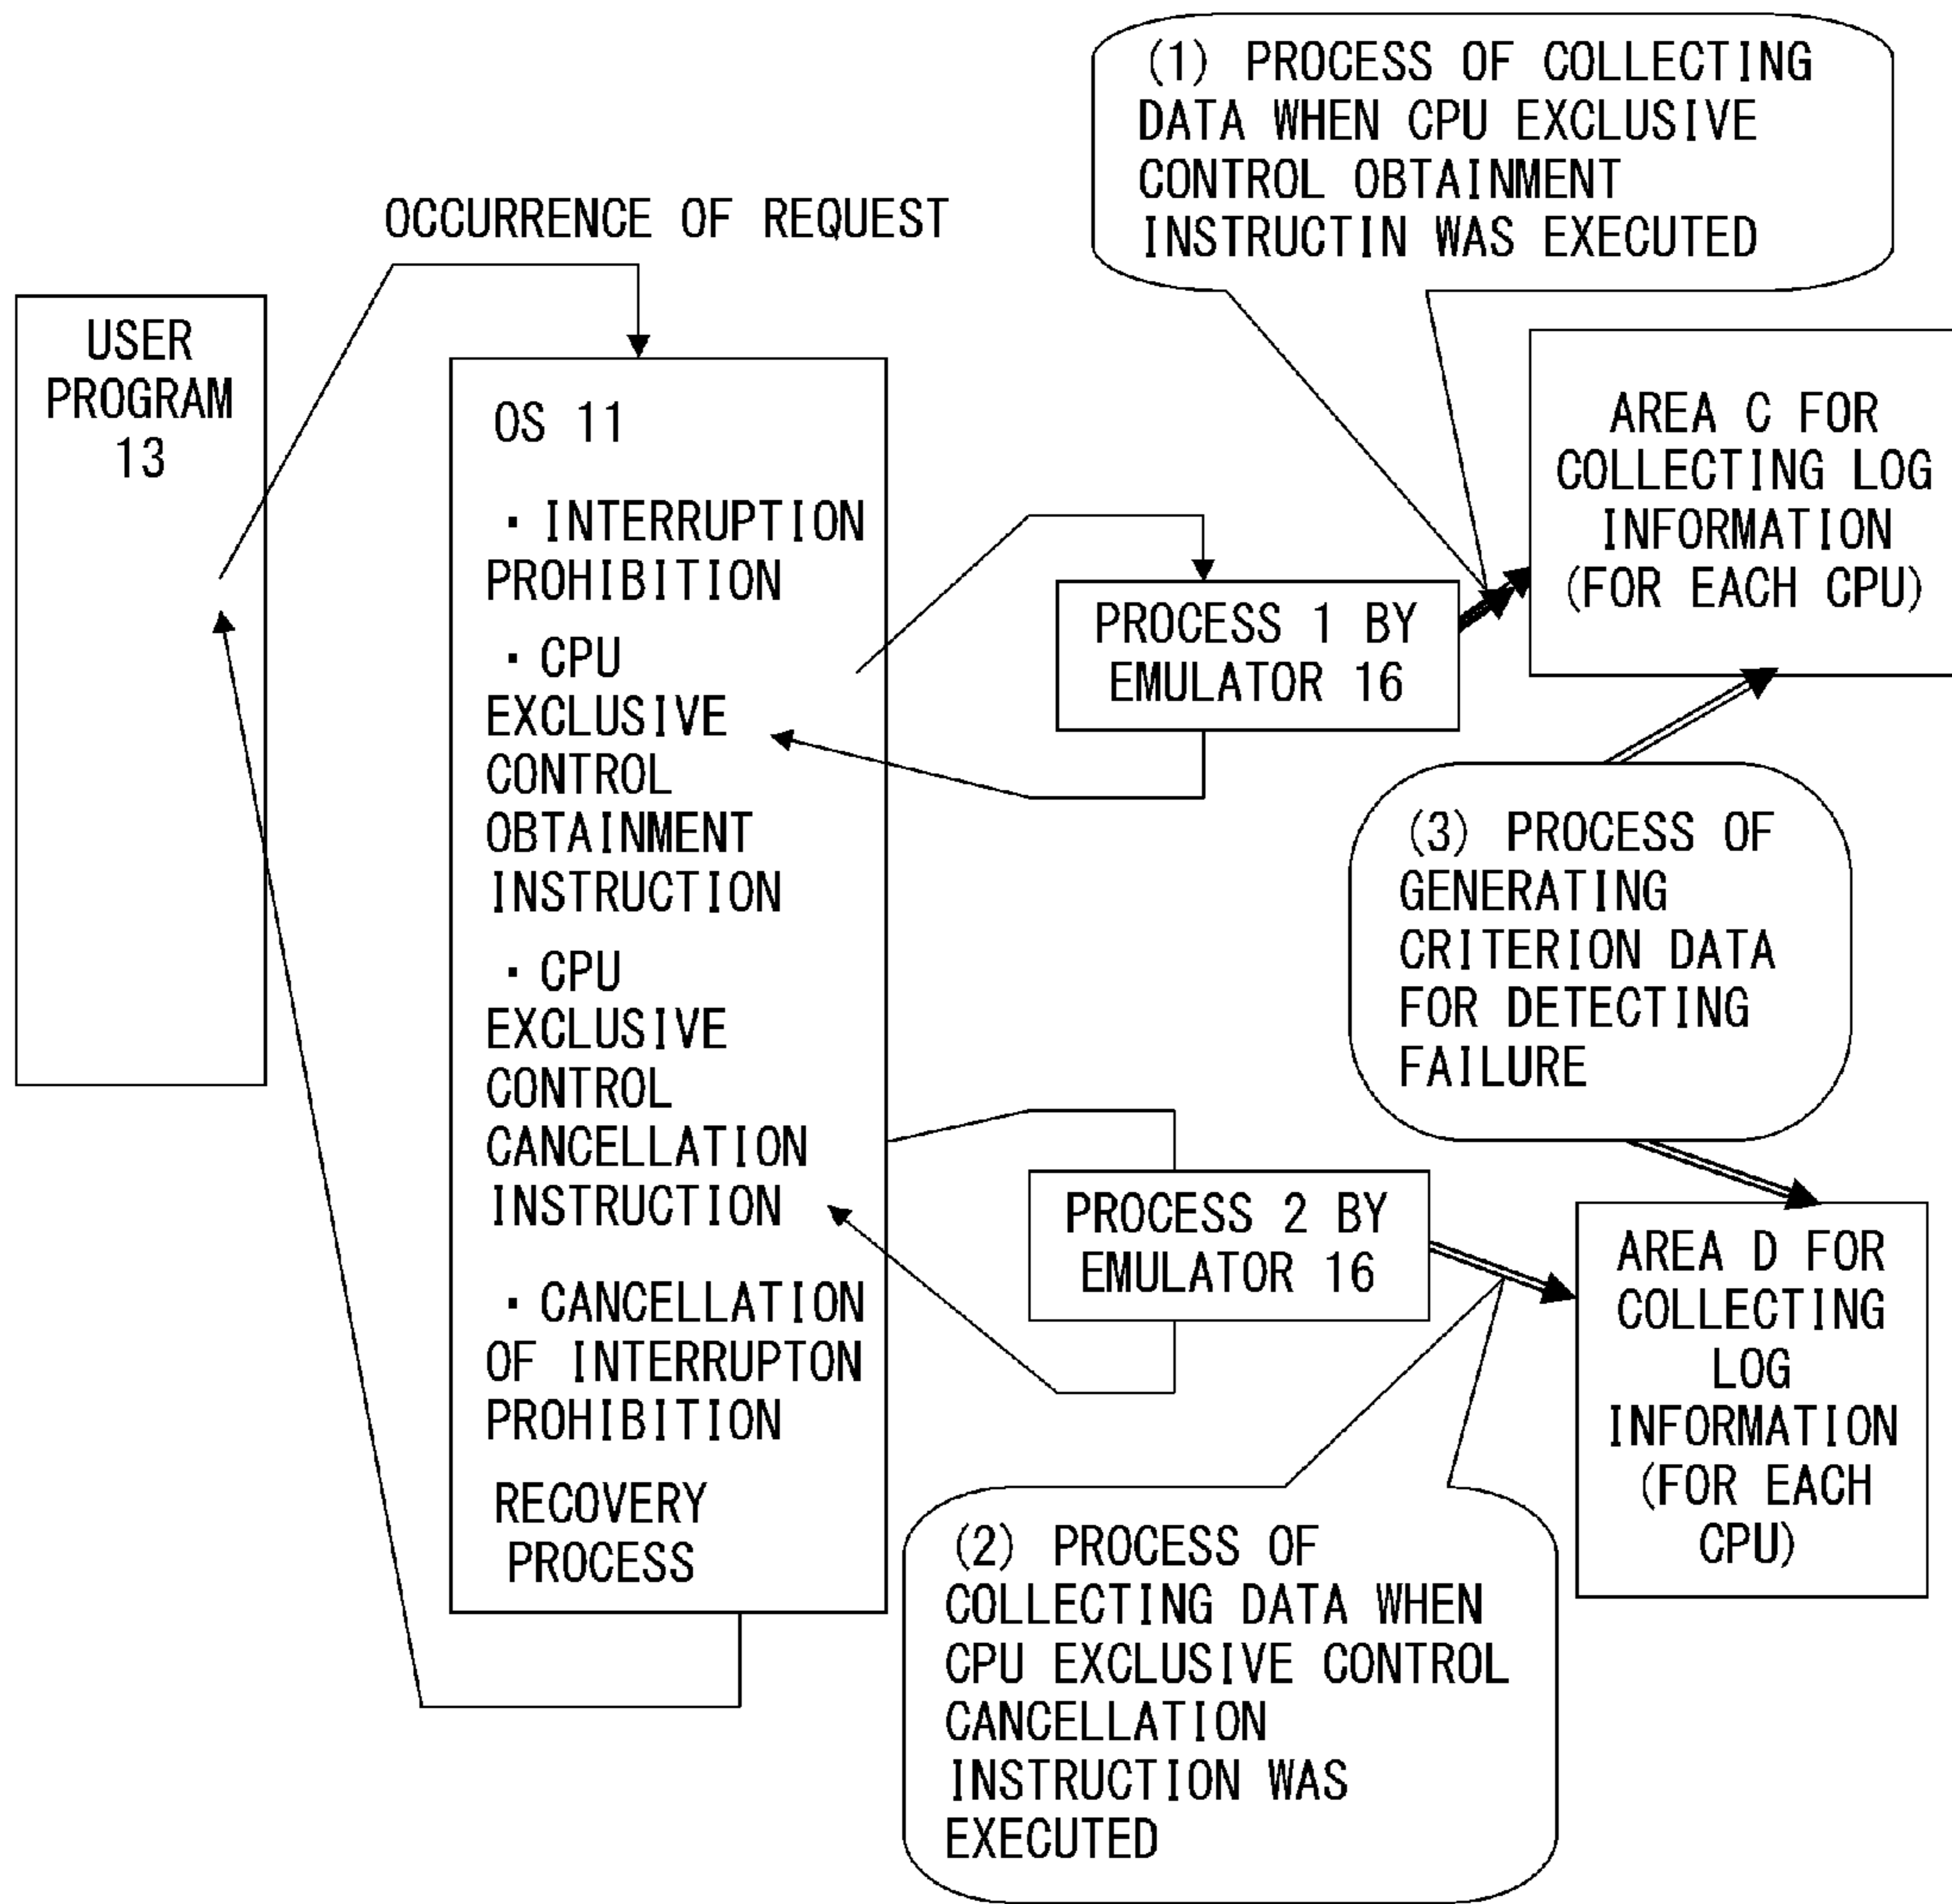 (1) PROCESS OF COLLECTING
DATA WHEN CPU EXCLUSIVE
CONTROL OBTAINMENT
INSTRUCTIN WAS EXECUTED
OCCURRENCE OF REQUEST
USER
PROGRAM
13
OS 11
・INTERRUPTION
PROHIBITION
・CPU
EXCLUSIVE
CONTROL
OBTAINMENT
INSTRUCTION
・CPU
EXCLUSIVE
CONTROL
CANCELLATION
INSTRUCTION
・CANCELLATION
OF INTERRUPTON
PROHIBITION
RECOVERY
PROCESS
PROCESS 1 BY
EMULATOR 16
AREA C FOR
COLLECTING LOG
INFORMATION
(FOR EACH CPU)
(3) PROCESS OF
GENERATING
CRITERION DATA
FOR DETECTING
FAILURE
PROCESS 2 BY
EMULATOR 16
AREA D FOR
COLLECTING
LOG
INFORMATION
(FOR EACH
CPU)
(2) PROCESS OF
COLLECTING DATA WHEN
CPU EXCLUSIVE CONTROL
CANCELLATION
INSTRUCTION WAS
EXECUTED